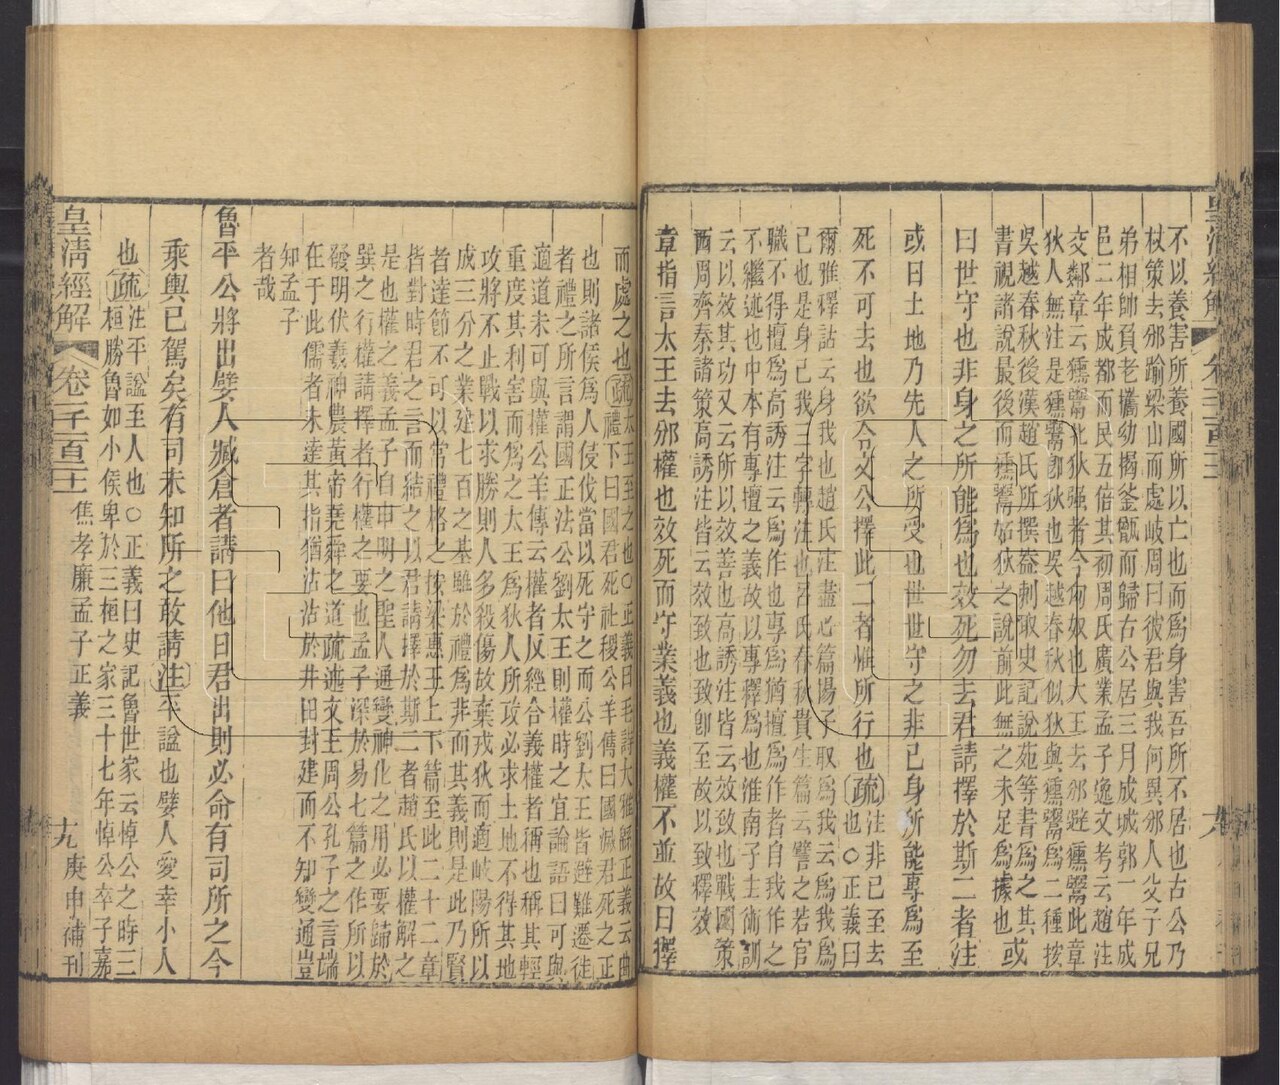 不以養害所養國所以亡也而爲身害吾所不居也古公乃
杖策去邠踰梁山而處岐周曰彼君與我何異邠人父子兄
弟相帥負老攜幼揭釜甑而歸古公居三月成城郭一年成
邑二年成都而民五倍其初周氏廣業孟子逸文考云趙注
交鄰章云獯鬻北狄强者今匈奴也大王去邠避獯鬻此章
狄人無注是獯鬻卽狄也吳越春秋似狄與獯鬻爲二種按
吳越春秋後漢趙氏所撰葢刺取史記說苑等書爲之其
書視諸說最後而獯鬻姤狄之說前此無之未足爲據也
或
曰世守也非身之所能爲也效死勿去君請擇於斯二者注
或曰土地乃先人之所受也世世守之非己身所能專爲至
死不可去也欲令文公擇此二者惟所行也疏注非己至去
也〇正義曰
爾雅釋詁云身我也趙氏注盡心篇楊子取爲我云爲我爲
己也是身己我三字轉注也呂氏春秋貴生篇云譬之若官
職不得擅爲高誘注云爲作也專爲猶擅爲作者自我作之
不繼述也中本有專擅之義故以專釋爲也淮南子主術訓
云以效其功又云所以效善也高誘注皆云效致也戰國策
西周齊秦諸策高誘注皆云效致也致卽至故以致釋效
章指言太王去邠權也效死而守業義也義權不並故曰擇
而處之也疏太王至之也〇正義曰毛詩大雅緜正義云曲
禮下曰國君死社稷公羊傳曰國滅君死之正
也則諸侯爲人侵伐當以死守之而公劉太王皆避難遷徙
者禮之所言謂國正法公劉太王則權時之宜論語曰可與
適道未可與權公羊傳云權者反經合義權者稱也稱其輕
重度其利害而爲之太王爲狄人所攻必求土地不得其地
攻將不止戰以求勝則人多殺傷故棄戎狄而適岐陽所以
成三分之業建七百之基雖於禮爲非而其義則是此乃賢
者達節不可以常禮格之按梁惠王上下篇至此二十二章
皆對時君之言而結之以君請擇於斯二者趙氏以權解之
是也權之義孟子自申明之聖人通變神化之用必要歸於
巽之行權請擇者行權之要也孟子深於易七篇之作所以
發明伏羲神農黃帝堯舜之道疏述文王周公孔子之言端
在于此儒者未達其指猶沾沾於井田封建而不知變通豈
知孟子
者哉
魯平公將出嬖人臧倉者請曰他日君出則必命有司所之今
乘輿已駕矣有司未知所之敢請注平謚也嬖人愛幸小人
也疏注平謚至人也〇正義曰史記魯世家云悼公之時三
桓勝魯如小侯卑於三桓之家三十七年悼公卒子嘉
皇清經解 卷一千一百十二 焦孝廉孟子正義 十九 庚申補刊